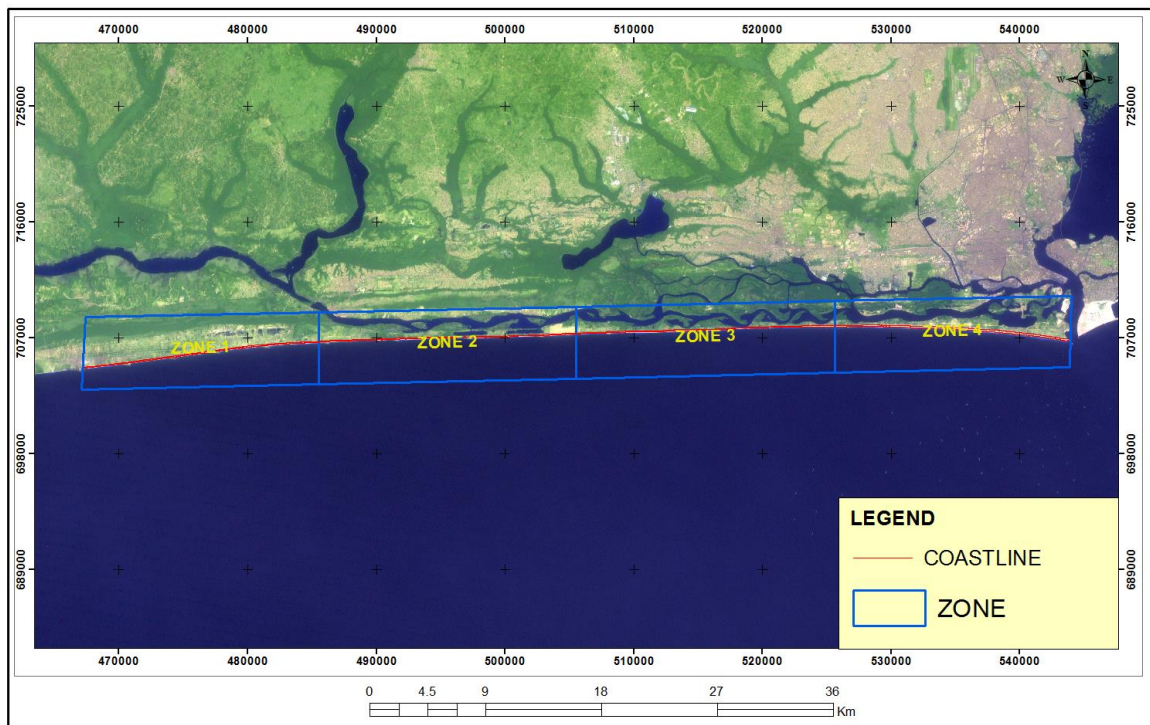 470000 480000 490000 500000 510000 520000 530000 540000
N
W E
S
725000 725000
716000 716000
707000 707000
ZONE 1 ZONE 2 ZONE 3 ZONE 4
698000 698000
689000 689000
LEGEND
COASTLINE
ZONE
470000 480000 490000 500000 510000 520000 530000 540000
0 4.5 9 18 27 36
Km